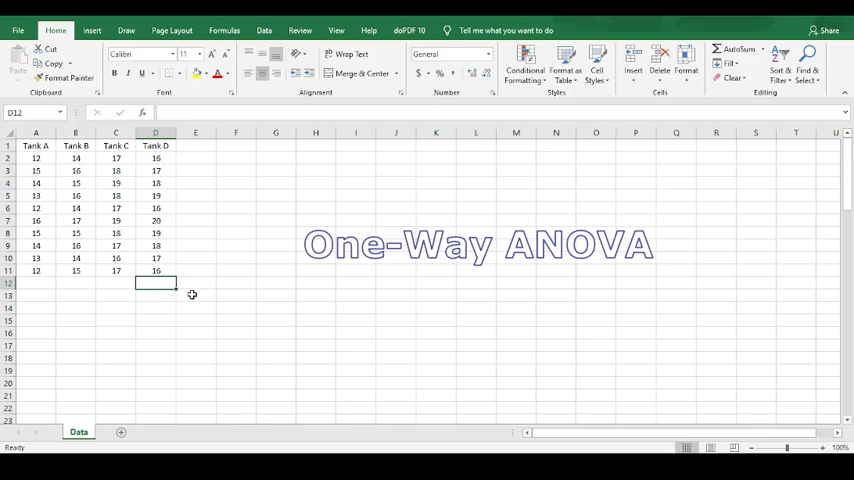 File Home Insert Draw Page Layout Formulas Data Review View Help doPDF 10 Tell me what you want to do Share
Cut
Copy
Format Painter
Paste
Clipboard
Calibri 11
B I U
Font
Wrap Text
Merge & Center
Alignment
General
$ % ,
Number
Conditional Formatting
Format as Table
Cell Styles
Styles
Insert Delete Format
Cells
AutoSum
Fill
Clear
Sort & Filter
Find & Select
Editing
D12 fx
A B C D E F G H I J K L M N O P Q R S T U
1 Tank A Tank B Tank C Tank D
2 12 14 17 16
3 15 16 18 17
4 14 15 19 18
5 13 16 18 19
6 12 14 17 16
7 16 17 19 20
8 15 15 18 19
9 14 16 17 18
10 13 14 16 17
11 12 15 17 16
12
13
14
15
16
17
18
19
20
21
22
23
One-Way ANOVA
Data
Ready 100%